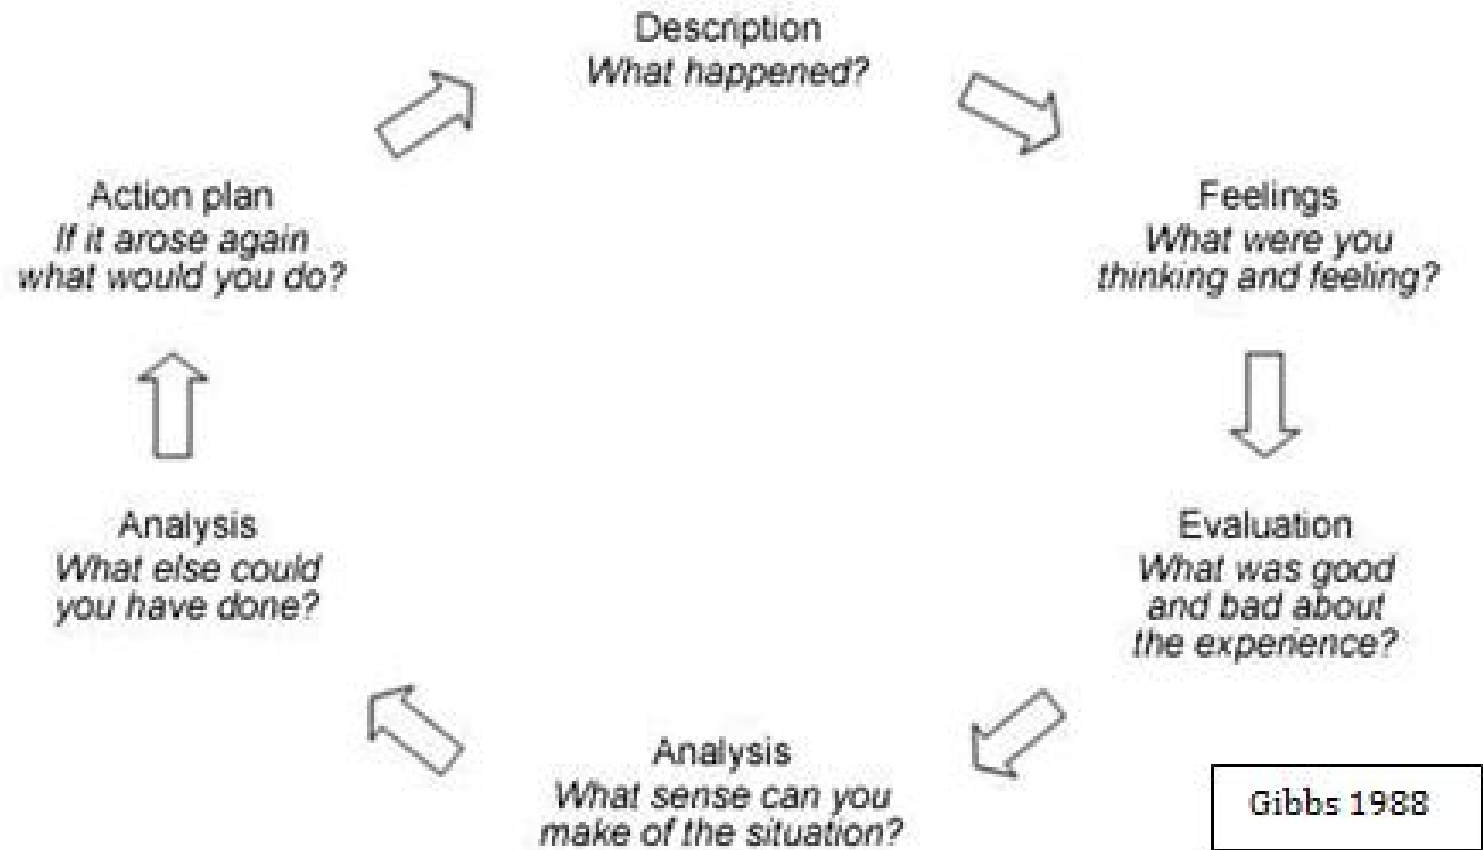 Description
What happened?
Feelings
What were you
thinking and feeling?
Evaluation
What was good
and bad about
the experience?
Analysis
What sense can you
make of the situation?
Analysis
What else could
you have done?
Action plan
If it arose again
what would you do?
Gibbs 1988